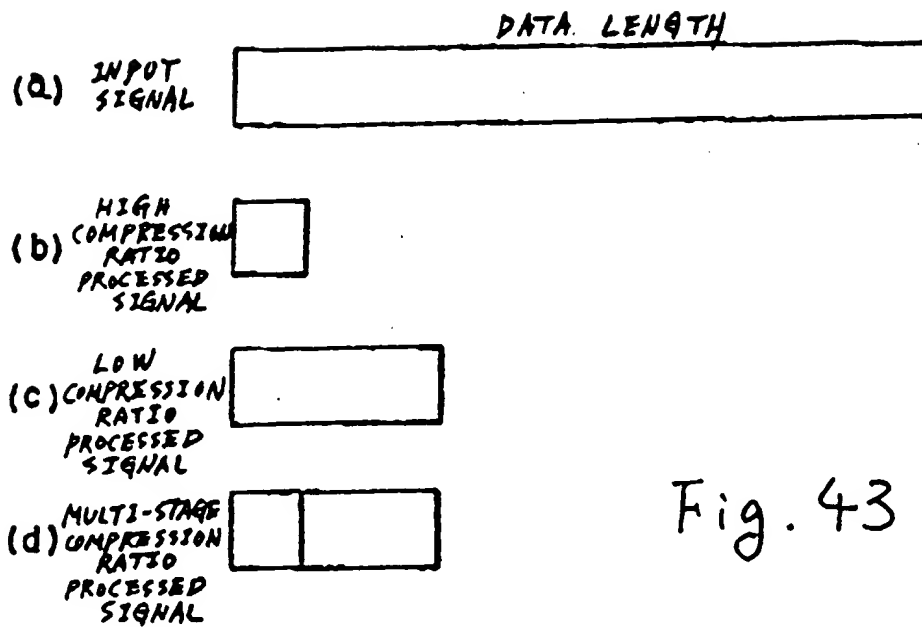 DATA. LENGTH
(a) INPUT
SIGNAL
HIGH
(b) COMPRESSION
RATIO
PROCESSED
SIGNAL
LOW
(c) COMPRESSION
RATIO
PROCESSED
SIGNAL
MULTI-STAGE
(d) COMPRESSION
RATIO
PROCESSED
SIGNAL
Fig. 43